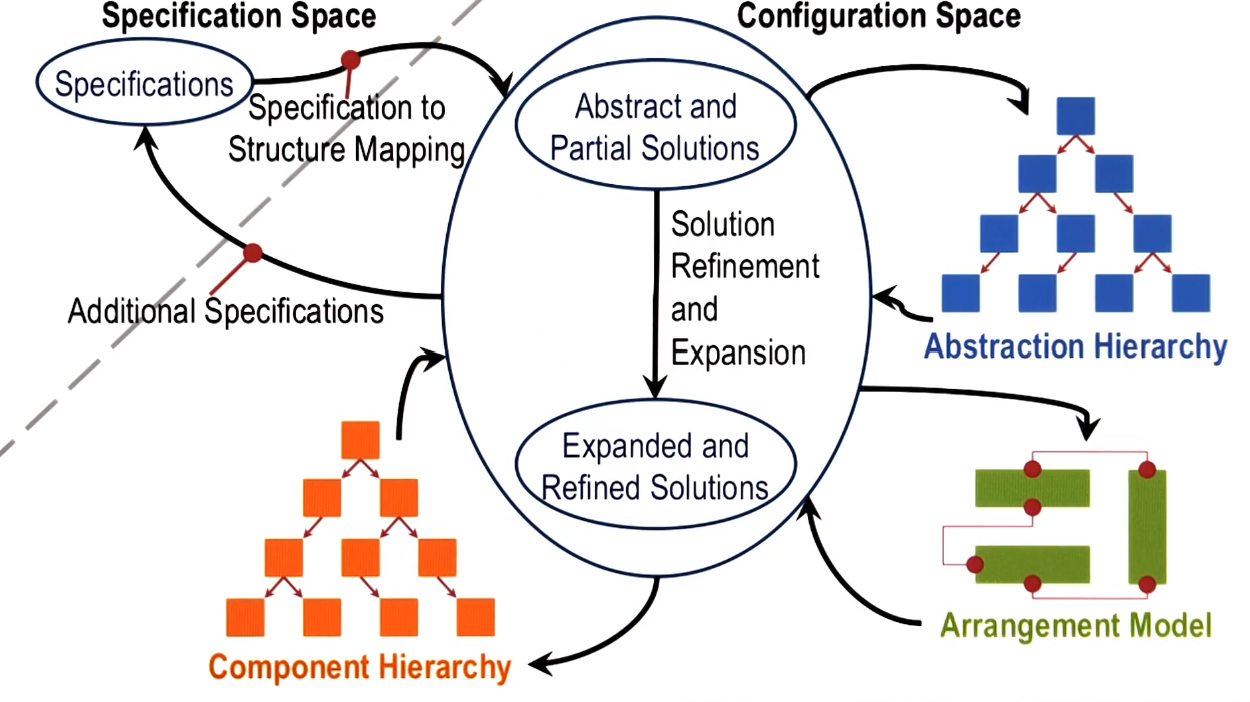 Specification Space
Configuration Space
Specifications
Specification to
Structure Mapping
Abstract and
Partial Solutions
Solution
Refinement
and
Expansion
Additional Specifications
Abstraction Hierarchy
Expanded and
Refined Solutions
Arrangement Model
Component Hierarchy